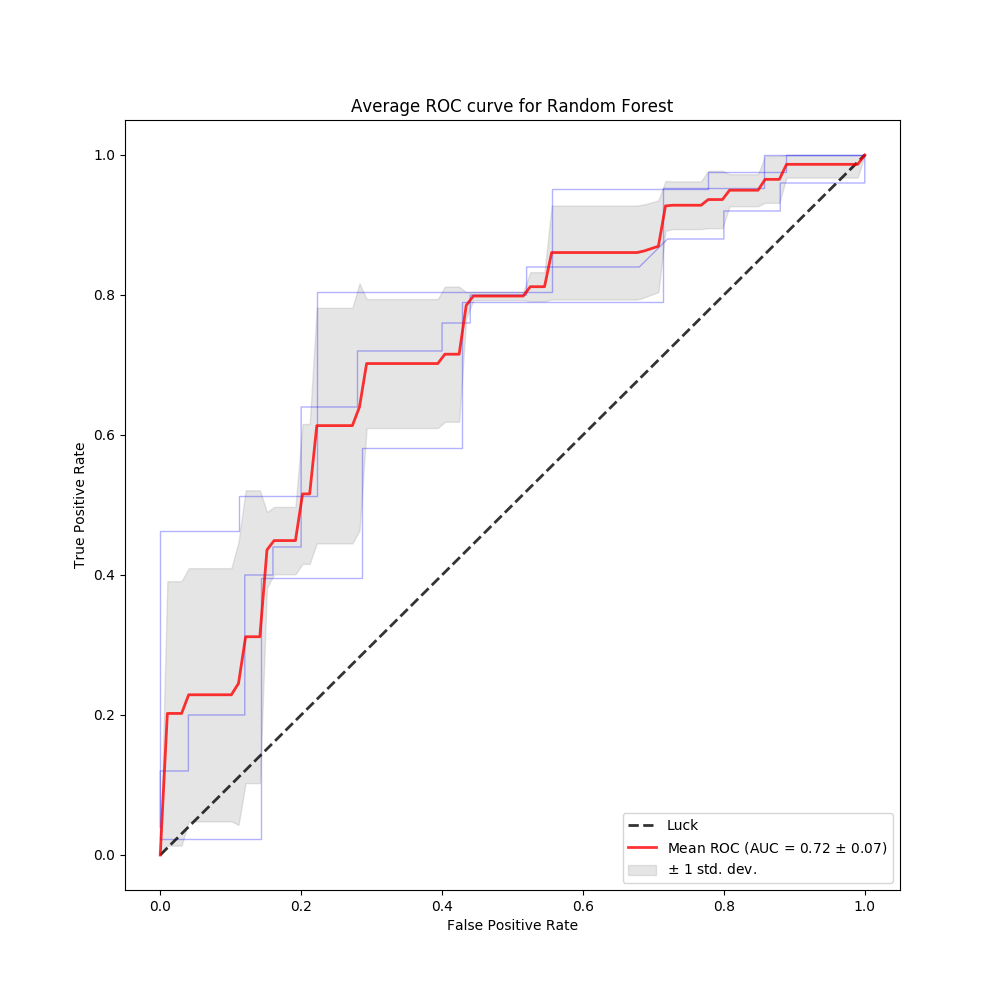 Average ROC curve for Random Forest
1.0
0.8
0.6
0.4
0.2
0.0
True Positive Rate
0.0 0.2 0.4 0.6 0.8 1.0
False Positive Rate
Luck
Mean ROC (AUC = 0.72 ± 0.07)
± 1 std. dev.